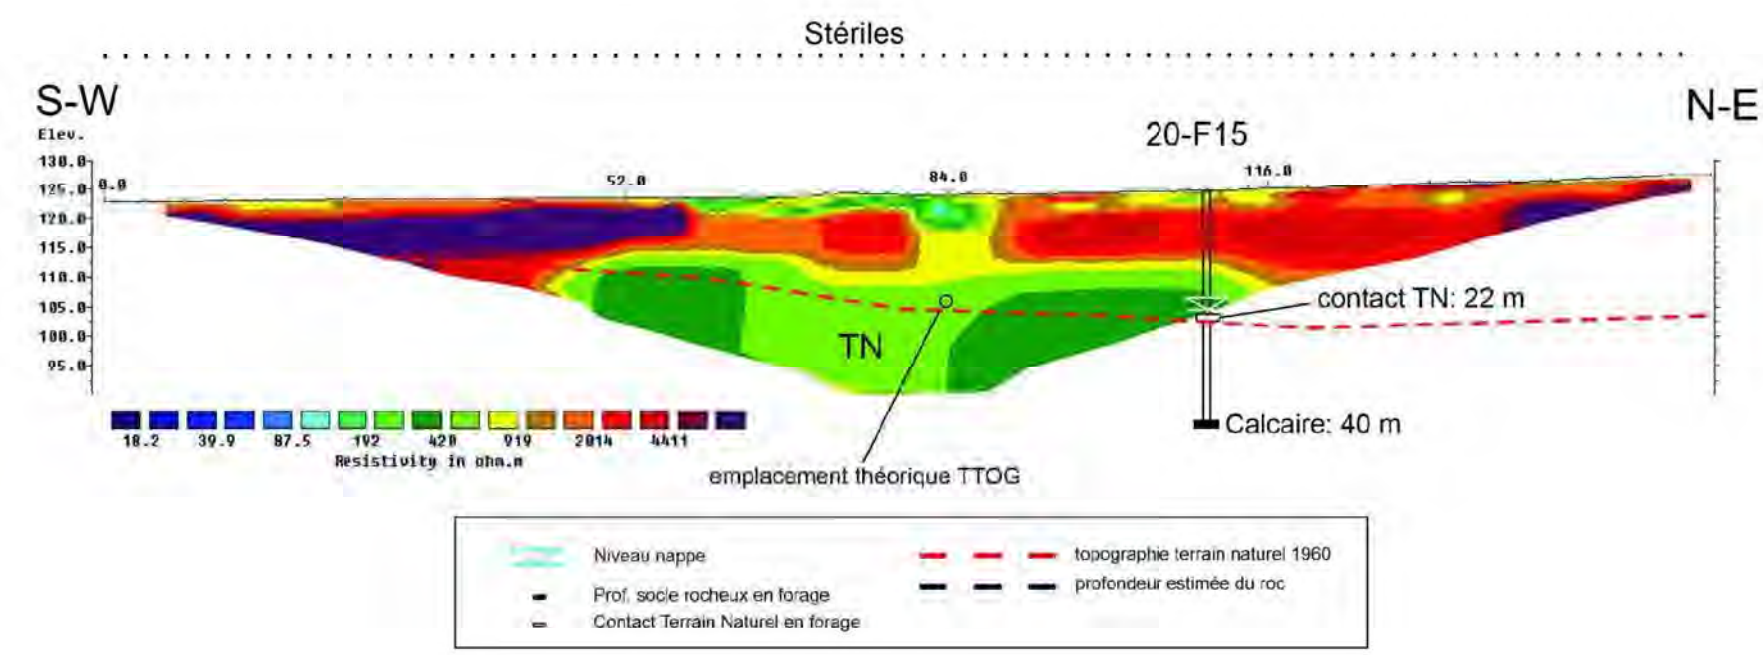 Stériles
S-W
N-E
Elev.
20-F15
130.0
125.0
0.0
52.0
84.0
116.0
120.0
115.0
110.0
105.0
contact TN: 22 m
100.0
TN
95.0
18.2 39.9 87.5 192 420 919 2014 4411
Resistivity in ohm.m
Calcaire: 40 m
emplacement théorique TTOG
Niveau nappe
topographie terrain naturel 1960
profondeur estimée du roc
Prof. socle rocheux en forage
Contact Terrain Naturel en forage